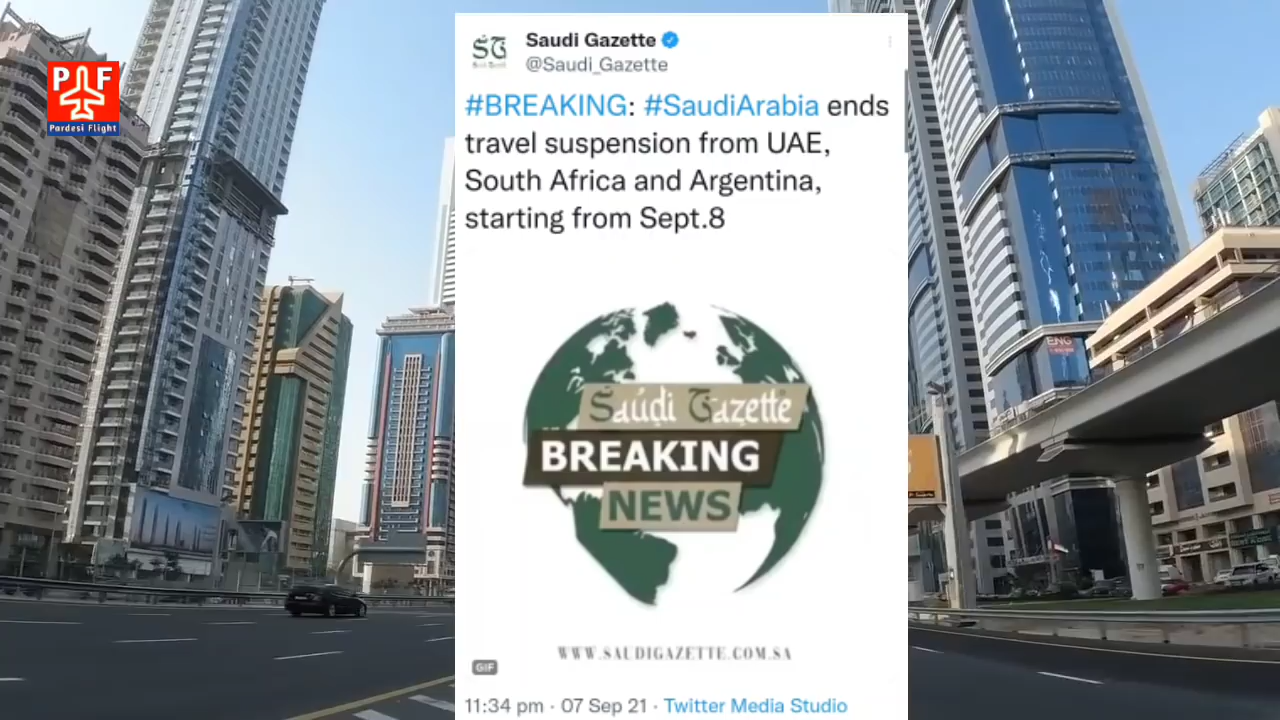 P F
Pardesi Flight
SG
Saudi Gazette
@Saudi_Gazette
#BREAKING: #SaudiArabia ends
travel suspension from UAE,
South Africa and Argentina,
starting from Sept.8
Saudi Gazette
BREAKING
NEWS
WWW.SAUDIGAZETTE.COM.SA
GIF
11:34 pm · 07 Sep 21 · Twitter Media Studio
ENG